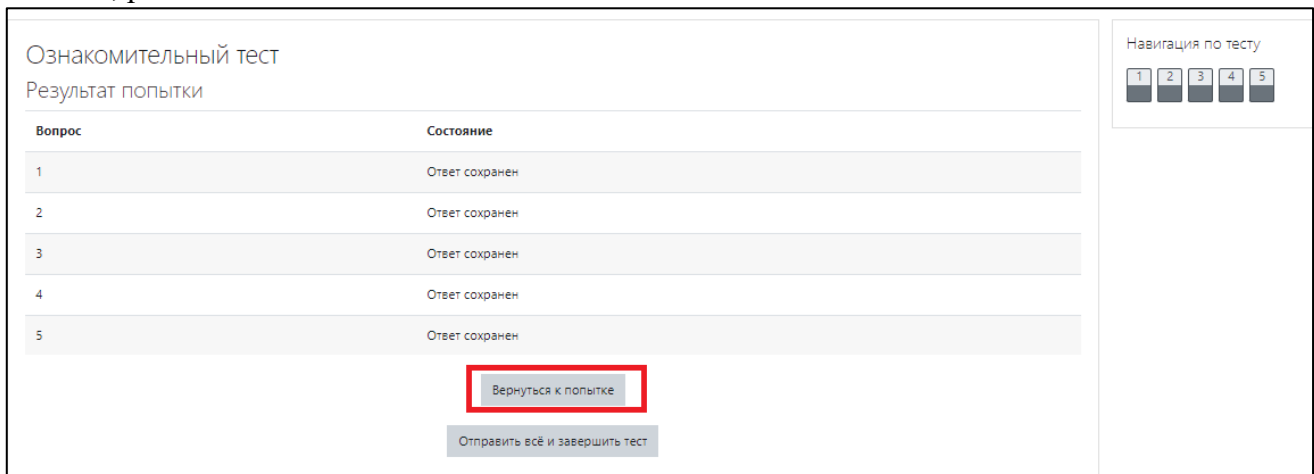 Ознакомительный тест
Результат попытки
Вопрос Состояние
1 Ответ сохранен
2 Ответ сохранен
3 Ответ сохранен
4 Ответ сохранен
5 Ответ сохранен
Вернуться к попытке
Отправить всё и завершить тест
Навигация по тесту
1 2 3 4 5